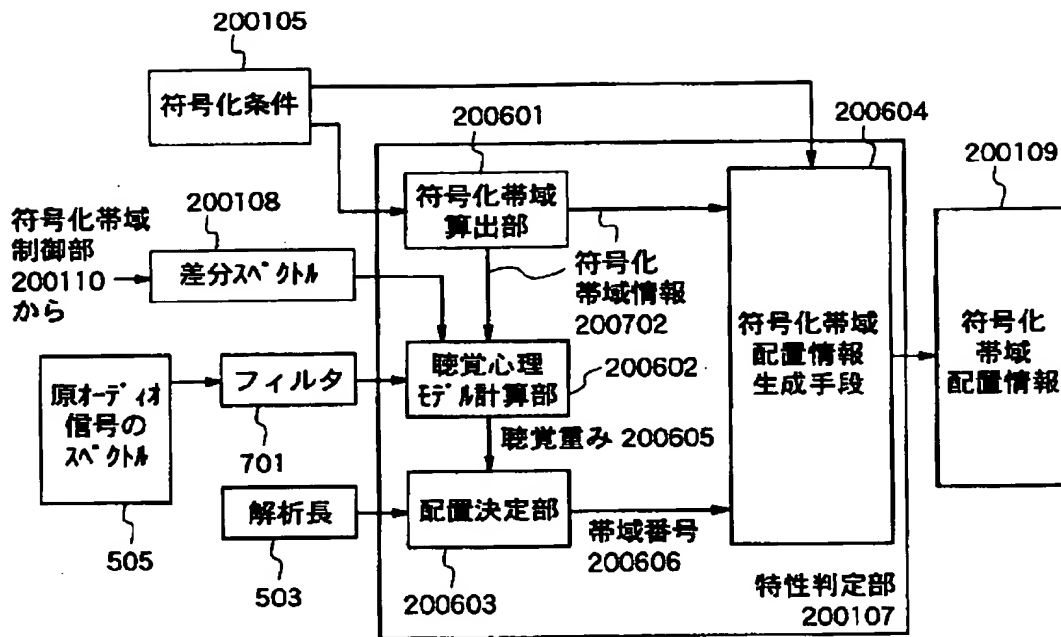 200105
符号化条件
200601
200604
200109
200108
符号化帯域
制御部
200110
から
差分ｽﾍﾟｸﾄﾙ
符号化帯域
算出部
符号化
帯域情報
200702
符号化帯域
配置情報
生成手段
符号化
帯域
配置情報
原ｵｰﾃﾞｨｵ
信号の
ｽﾍﾟｸﾄﾙ
フィルタ
701
聴覚心理
ﾓﾃﾞﾙ計算部
200602
聴覚重み 200605
解析長
配置決定部
帯域番号
200606
505
503
200603
特性判定部
200107